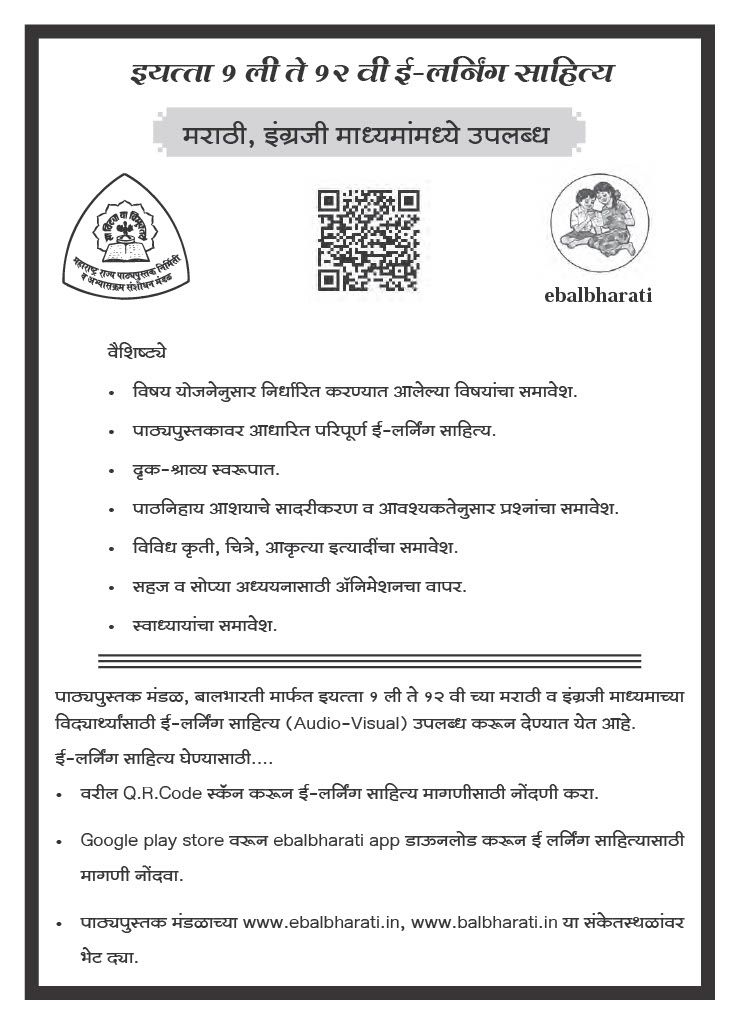 इयत्ता १ ली ते १२ वी ई-लर्निंग साहित्य
मराठी, इंग्रजी माध्यमांमध्ये उपलब्ध
महाराष्ट्र राज्य पाठ्यपुस्तक निर्मिती
व अभ्यासक्रम संशोधन मंडळ
ebalbharati
वैशिष्ट्ये
• विषय योजनेनुसार निर्धारित करण्यात आलेल्या विषयांचा समावेश.
• पाठ्यपुस्तकावर आधारित परिपूर्ण ई-लर्निंग साहित्य.
• दृक-श्राव्य स्वरूपात.
• पाठनिहाय आशयाचे सादरीकरण व आवश्यकतेनुसार प्रश्नांचा समावेश.
• विविध कृती, चित्रे, आकृत्या इत्यादींचा समावेश.
• सहज व सोप्या अध्ययनासाठी ॲनिमेशनचा वापर.
• स्वाध्यायांचा समावेश.
पाठ्यपुस्तक मंडळ, बालभारती मार्फत इयत्ता १ ली ते १२ वी च्या मराठी व इंग्रजी माध्यमाच्या
विद्यार्थ्यांसाठी ई-लर्निंग साहित्य (Audio-Visual) उपलब्ध करून देण्यात येत आहे.
ई-लर्निंग साहित्य घेण्यासाठी....
• वरील Q.R.Code स्कॅन करून ई-लर्निंग साहित्य मागणीसाठी नोंदणी करा.
• Google play store वरून ebalbharati app डाऊनलोड करून ई लर्निंग साहित्यासाठी
मागणी नोंदवा.
• पाठ्यपुस्तक मंडळाच्या www.ebalbharati.in, www.balbharati.in या संकेतस्थळांवर
भेट द्या.